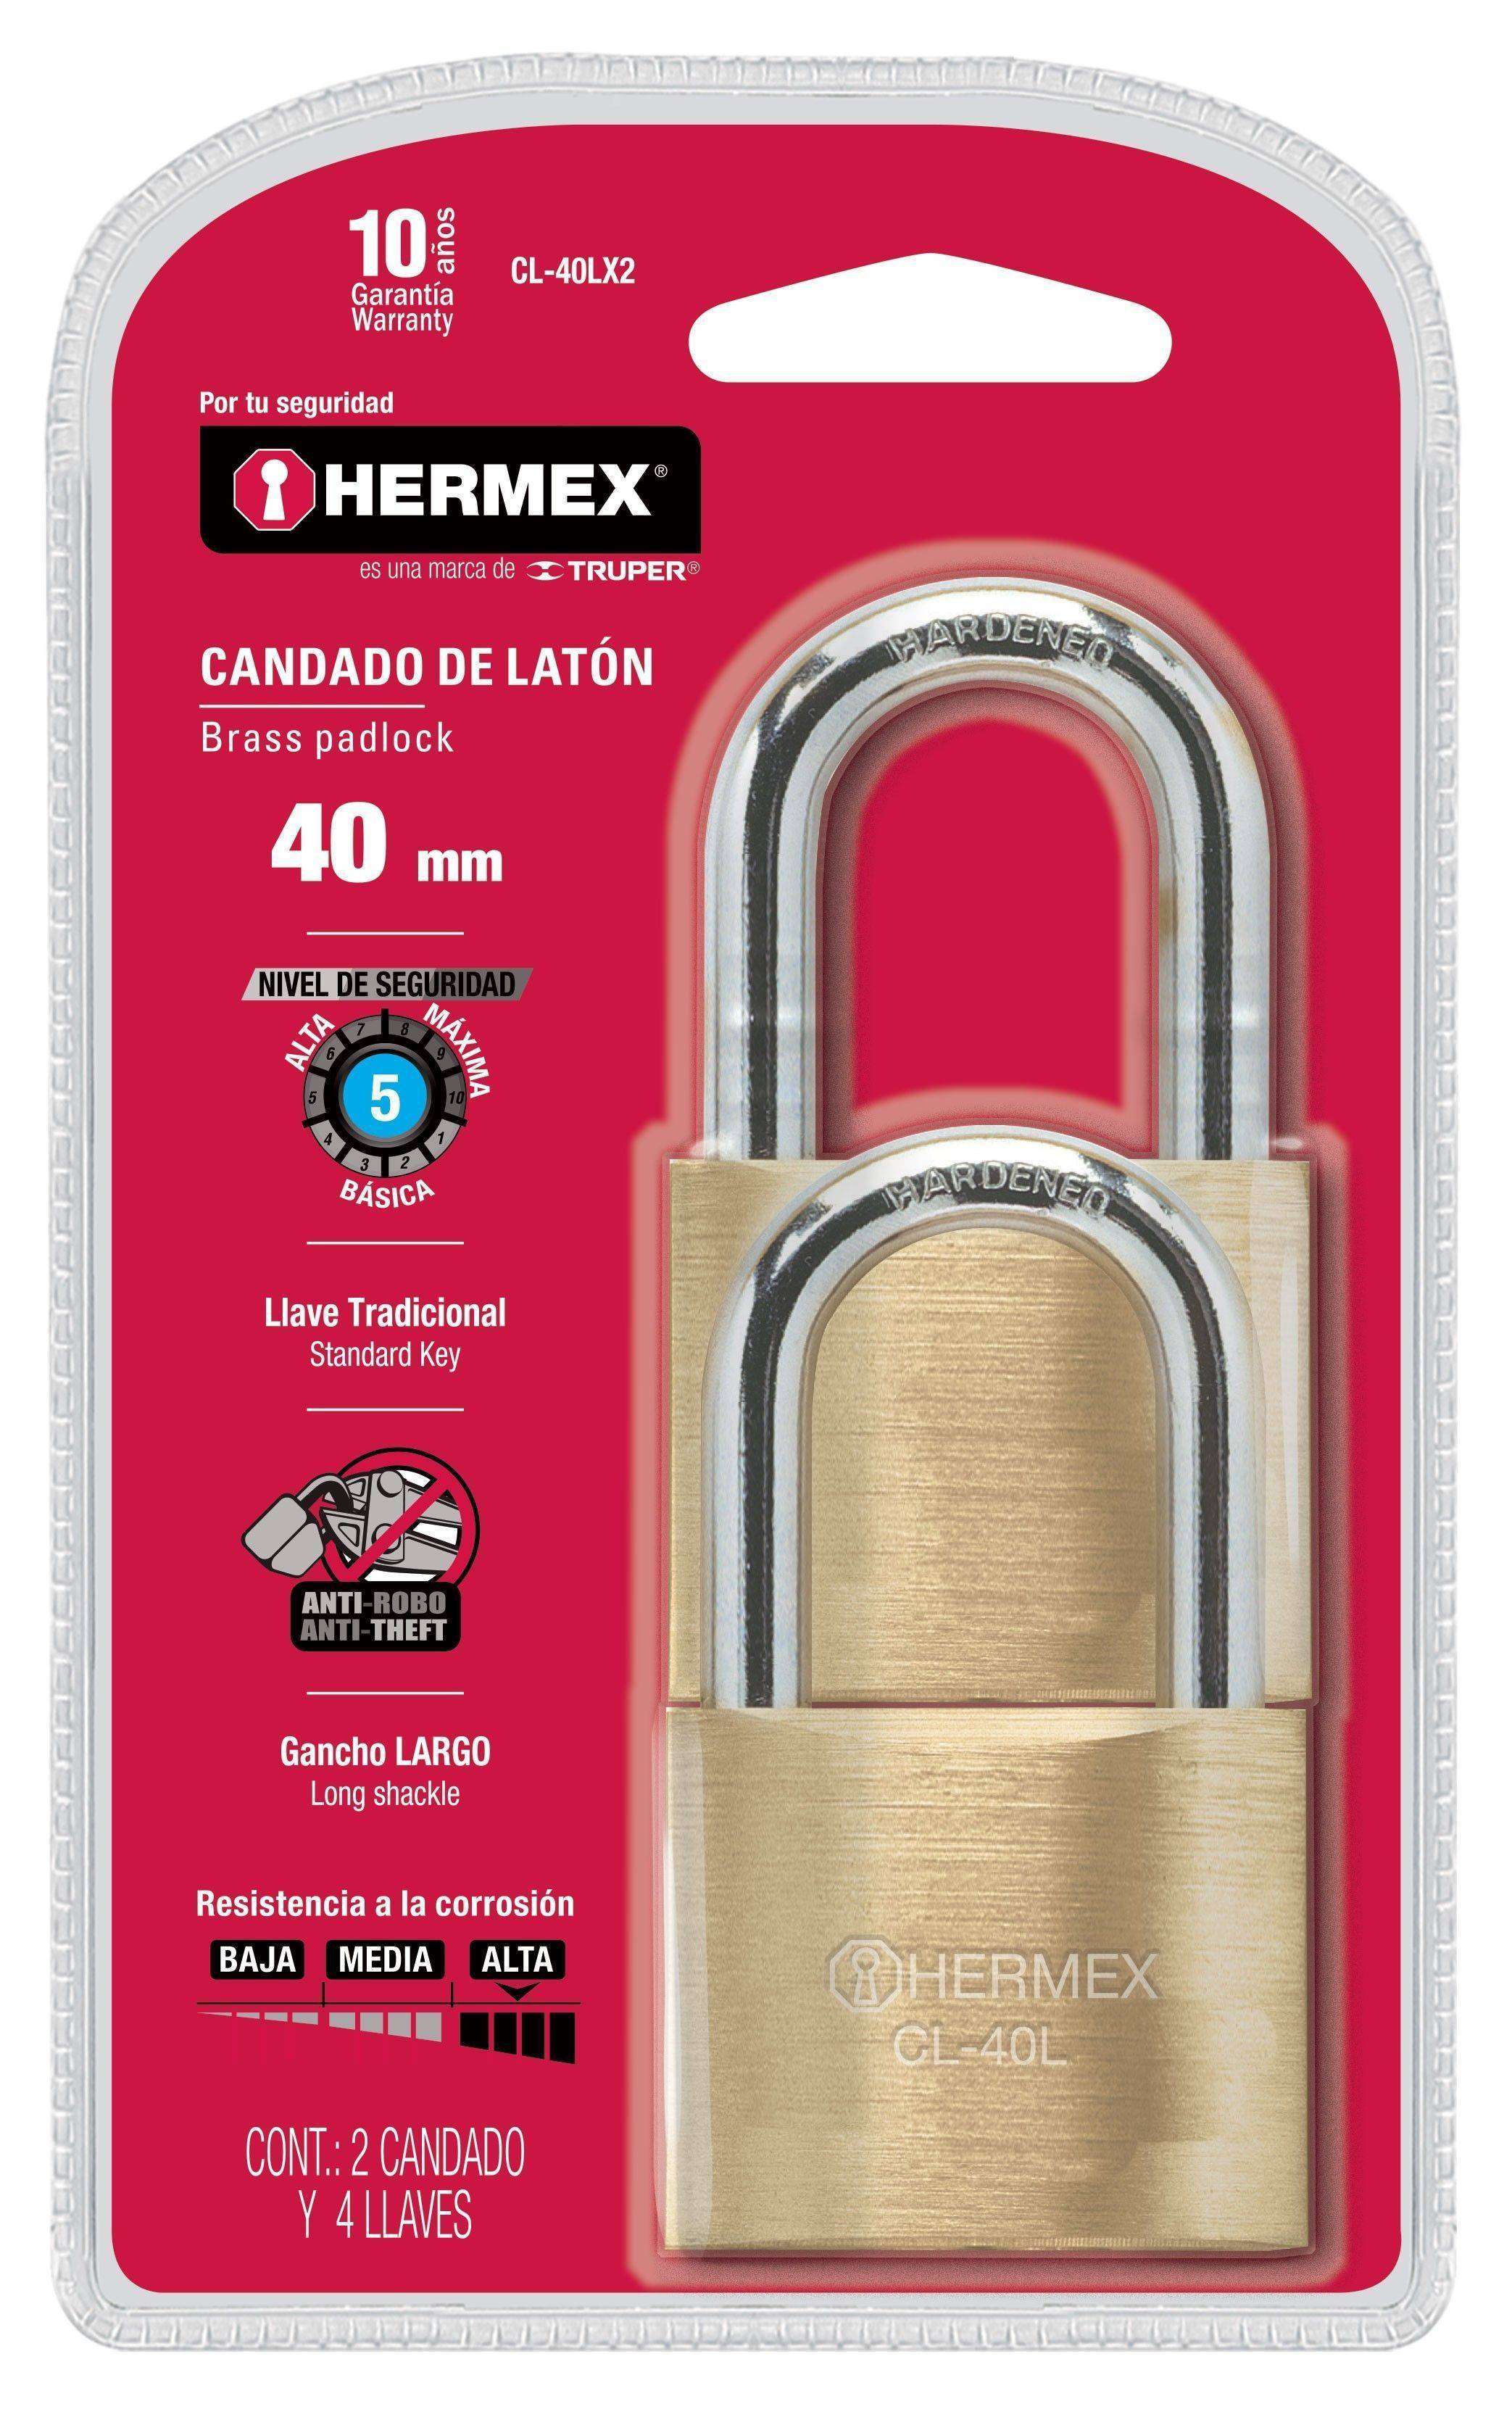 10 años
Garantía
Warranty
CL-40LX2
Por tu seguridad
HERMEX®
es una marca de TRUPER®
CANDADO DE LATÓN
Brass padlock
40 mm
NIVEL DE SEGURIDAD
ALTA
MÁXIMA
7 8
6 9
5 5 10
4 1
3 2
BÁSICA
Llave Tradicional
Standard Key
ANTI-ROBO
ANTI-THEFT
Gancho LARGO
Long shackle
Resistencia a la corrosión
BAJA MEDIA ALTA
CONT.: 2 CANDADO
Y 4 LLAVES
HARDENED
HARDENED
HERMEX
CL-40L